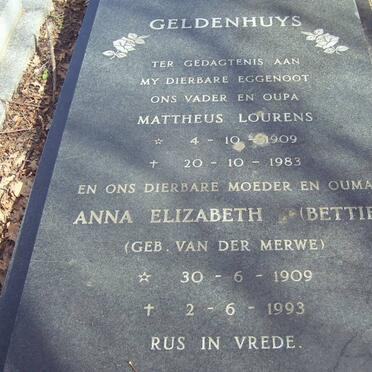 GELDENHUYS
TER GEDAGTENIS AAN
MY DIERBARE EGGENOOT
ONS VADER EN OUPA
MATTHEUS LOURENS
☆ 4 - 10 - 1909
† 20 - 10 - 1983
EN ONS DIERBARE MOEDER EN OUMA
ANNA ELIZABETH (BETTIE
(GEB. VAN DER MERWE)
☆ 30 - 6 - 1909
† 2 - 6 - 1993
RUS IN VREDE.